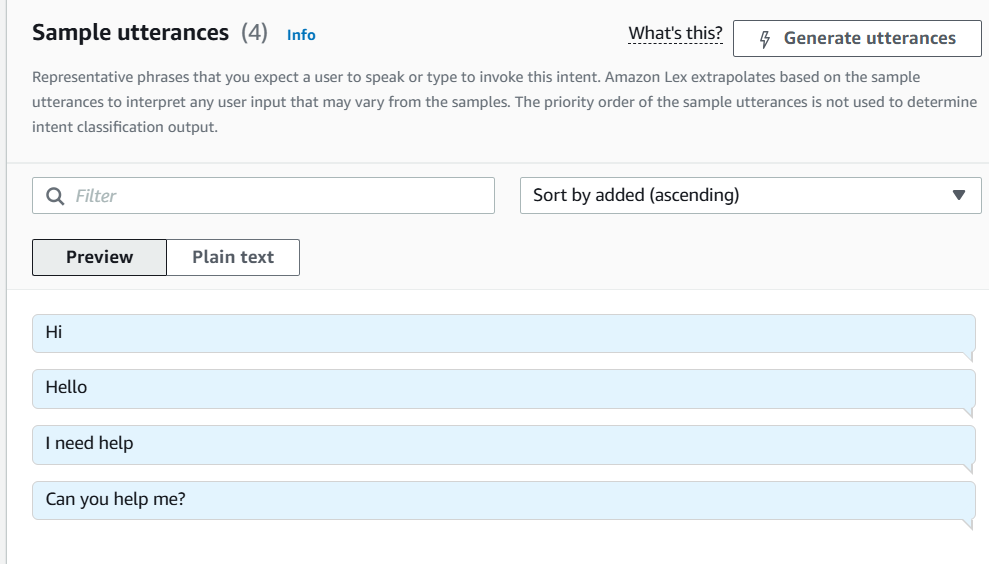 Sample utterances (4) Info What's this? Generate utterances
Representative phrases that you expect a user to speak or type to invoke this intent. Amazon Lex extrapolates based on the sample
utterances to interpret any user input that may vary from the samples. The priority order of the sample utterances is not used to determine
intent classification output.
Filter Sort by added (ascending)
Preview Plain text
Hi
Hello
I need help
Can you help me?